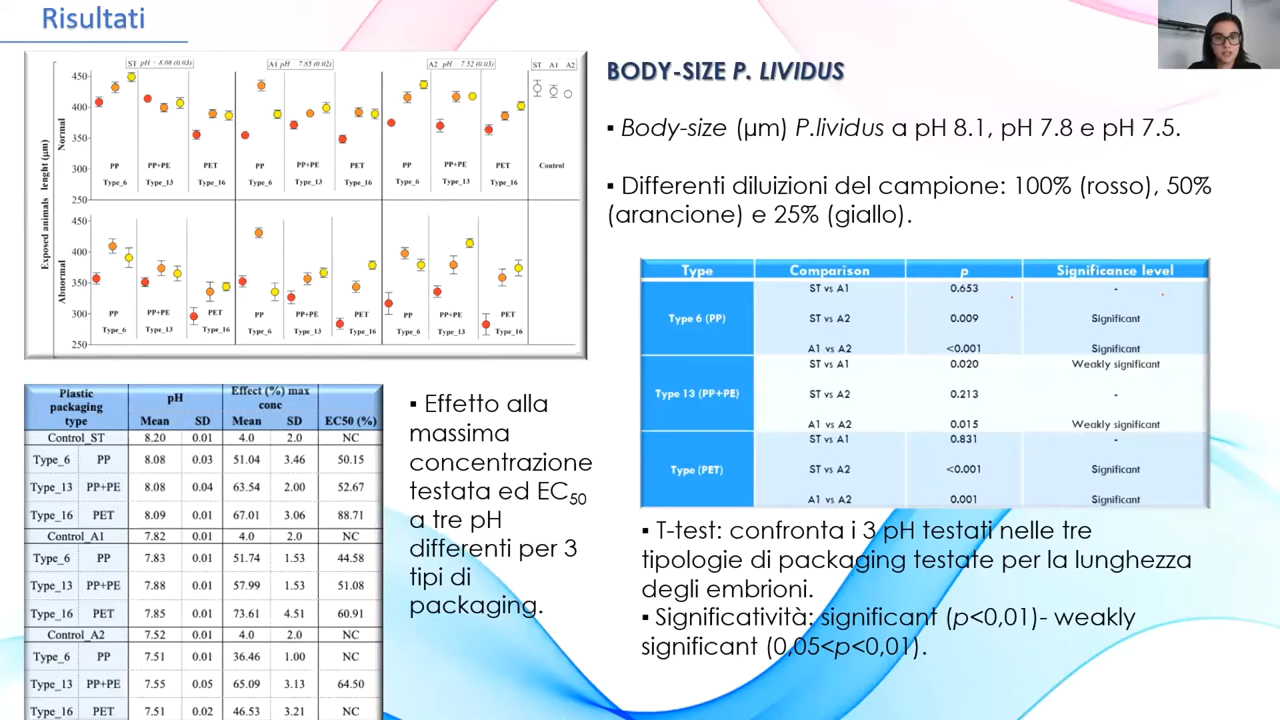 Risultati
ST pH = 8.08 (0.03)
A1 pH = 7.85 (0.02)
A2 pH = 7.52 (0.03)
ST A1 A2
Exposed animals lenght (µm)
Normal
450
400
350
300
250
PP PP+PE PET PP PP+PE PET PP PP+PE PET Control
Type_6 Type_13 Type_16 Type_6 Type_13 Type_16 Type_6 Type_13 Type_16
Abnormal
450
400
350
300
250
PP PP+PE PET PP PP+PE PET PP PP+PE PET
Type_6 Type_13 Type_16 Type_6 Type_13 Type_16 Type_6 Type_13 Type_16
BODY-SIZE P. LIVIDUS
▪ Body-size (µm) P.lividus a pH 8.1, pH 7.8 e pH 7.5.
▪ Differenti diluizioni del campione: 100% (rosso), 50%
(arancione) e 25% (giallo).
Type Comparison p Significance level
Type 6 (PP)
ST vs A1 0.653 -
ST vs A2 0.009 Significant
A1 vs A2 <0.001 Significant
Type 13 (PP+PE)
ST vs A1 0.020 Weakly significant
ST vs A2 0.213 -
A1 vs A2 0.015 Weakly significant
Type (PET)
ST vs A1 0.831 -
ST vs A2 <0.001 Significant
A1 vs A2 0.001 Significant
Plastic packaging type pH Effect (%) max conc EC50 (%)
Mean SD Mean SD
Control_ST 8.20 0.01 4.0 2.0 NC
Type_6 PP 8.08 0.03 51.04 3.46 50.15
Type_13 PP+PE 8.08 0.04 63.54 2.00 52.67
Type_16 PET 8.09 0.01 67.01 3.06 88.71
Control_A1 7.82 0.01 4.0 2.0 NC
Type_6 PP 7.83 0.01 51.74 1.53 44.58
Type_13 PP+PE 7.88 0.01 57.99 1.53 51.08
Type_16 PET 7.85 0.01 73.61 4.51 60.91
Control_A2 7.52 0.01 4.0 2.0 NC
Type_6 PP 7.51 0.01 36.46 1.00 NC
Type_13 PP+PE 7.55 0.05 65.09 3.13 64.50
Type_16 PET 7.51 0.02 46.53 3.21 NC
▪ Effetto alla
massima
concentrazione
testata ed EC50
a tre pH
differenti per 3
tipi di
packaging.
▪ T-test: confronta i 3 pH testati nelle tre
tipologie di packaging testate per la lunghezza
degli embrioni.
▪ Significatività: significant (p<0,01)- weakly
significant (0,05<p<0,01).